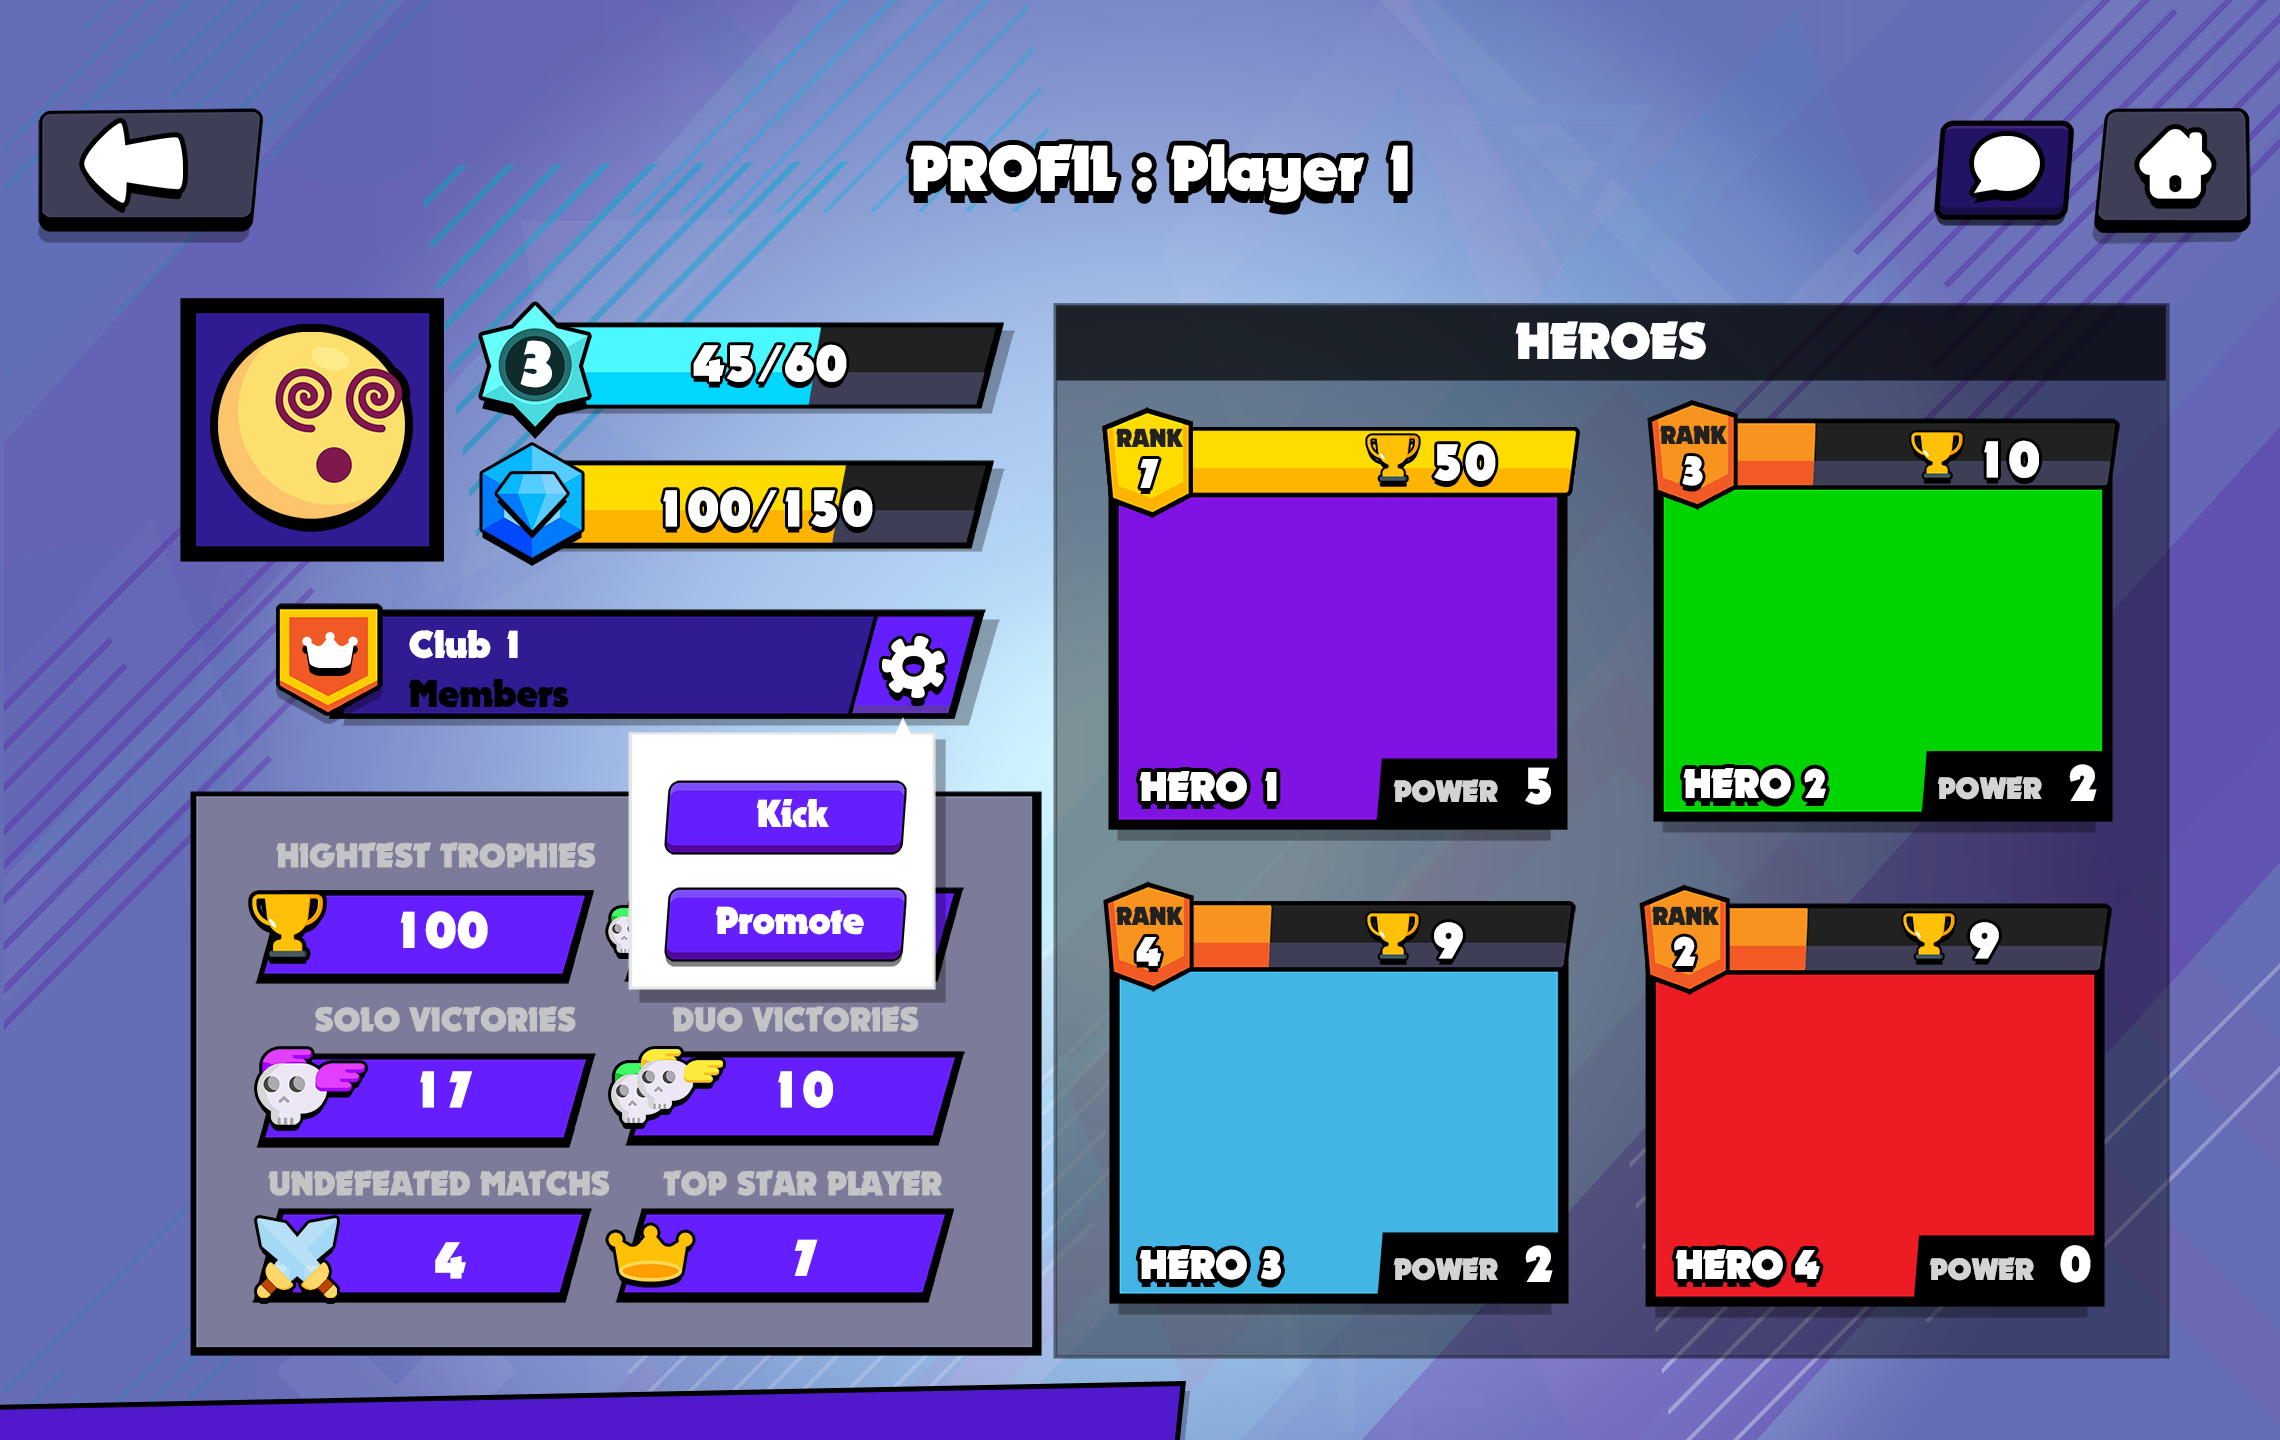 PROFIL : Player 1
3
45/60
100/150
Club 1
Members
Kick
Promote
HIGHTEST TROPHIES
100
SOLO VICTORIES
DUO VICTORIES
17
10
UNDEFEATED MATCHS
TOP STAR PLAYER
4
7
HEROES
RANK
7
50
HERO 1
POWER 5
RANK
3
10
HERO 2
POWER 2
RANK
4
9
HERO 3
POWER 2
RANK
2
9
HERO 4
POWER 0